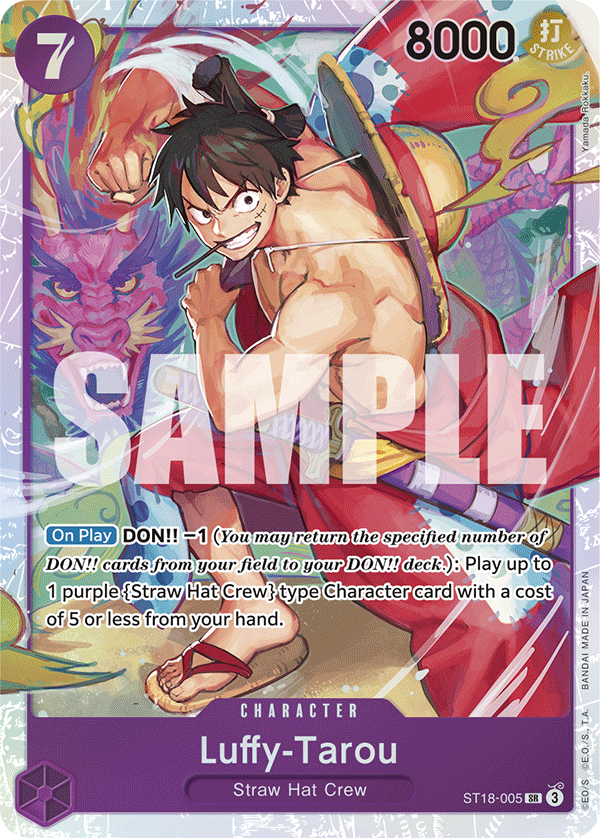 7
8000
打
STRIKE
Yamada Rokkaku.
SAMPLE
On Play DON!! −1 (You may return the specified number of
DON!! cards from your field to your DON!! deck.): Play up to
1 purple {Straw Hat Crew} type Character card with a cost
of 5 or less from your hand.
CHARACTER
Luffy-Tarou
Straw Hat Crew
ST18-005 SR 3
©EO/S ©E.O./S., T.A. BANDAI MADE IN JAPAN